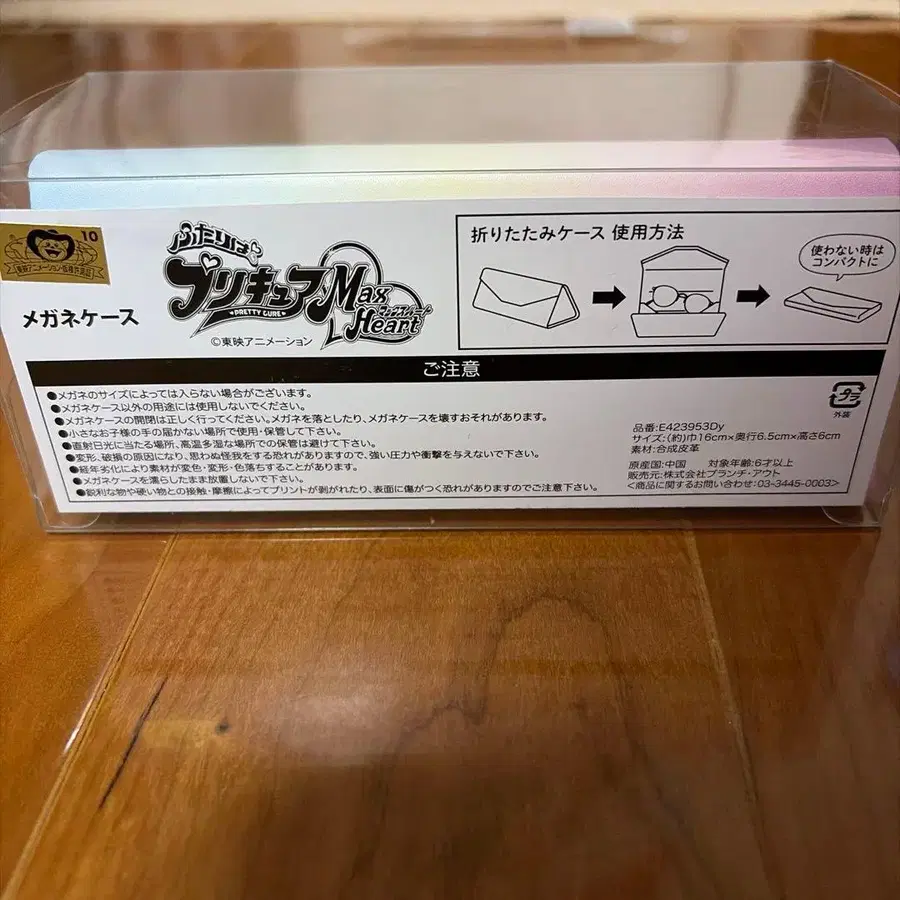 10
東映アニメーション版権許諾証
メガネケース
ふたりは
プリキュア Max Heart
マックスハート
PRETTY CURE
©東映アニメーション
折りたたみケース 使用方法
使わない時は
コンパクトに
ご注意
●メガネのサイズによっては入らない場合がございます。
●メガネケース以外の用途には使用しないでください。
●メガネケースの開閉は正しく行ってください。メガネを落としたり、メガネケースを壊すおそれがあります。
●小さなお子様の手の届かない場所で使用・保管して下さい。
●直射日光に当たる場所、高温多湿な場所での保管は避けて下さい。
●変形、破損の原因になり、思わぬ怪我をする恐れがありますので、強い圧力や衝撃を与えないで下さい。
●経年劣化により素材が変色・変形・色落ちすることがあります。
●メガネケースを濡らしたまま放置しないで下さい。
●鋭利な物や硬い物との接触・摩擦によってプリントが剥がれたり、表面に傷がつく恐れがありますのでご注意下さい。
プラ
外装
品番:E423953Dy
サイズ:(約)巾16cm×奥行6.5cm×高さ6cm
素材:合成皮革
原産国:中国 対象年齢:6才以上
販売元:株式会社ブランチ・アウト
<商品に関するお問い合わせ:03-3445-0003>